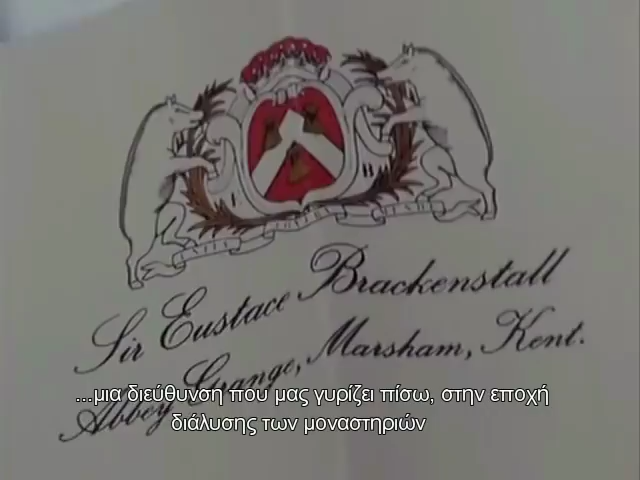 E B
Sir Eustace Brackenstall
Abbey Grange, Marsham, Kent.
...μια διεύθυνση που μας γυρίζει πίσω, στην εποχή
διάλυσης των μοναστηριών